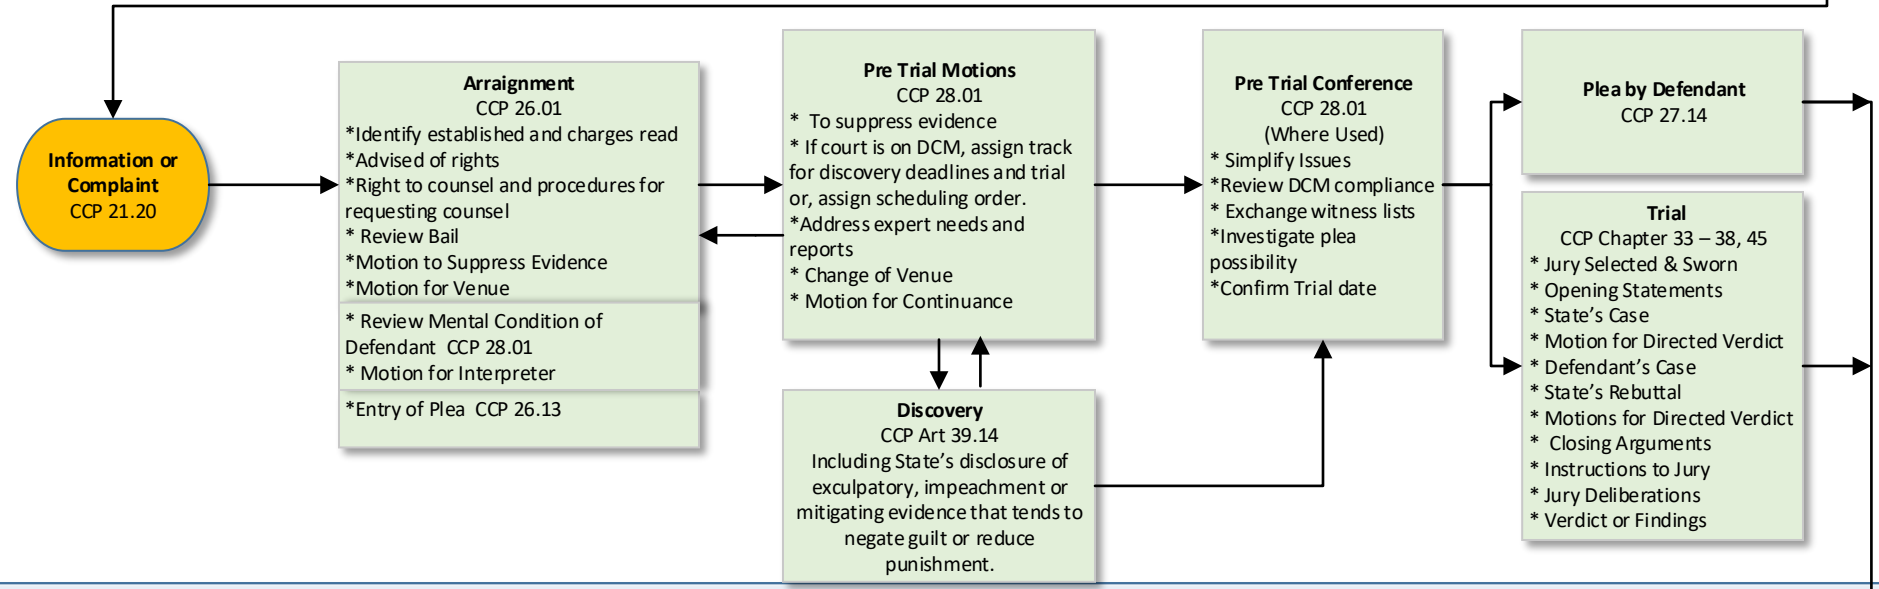 Information or
Complaint
CCP 21.20
Arraignment
CCP 26.01
*Identify established and charges read
*Advised of rights
*Right to counsel and procedures for
requesting counsel
* Review Bail
*Motion to Suppress Evidence
*Motion for Venue
* Review Mental Condition of
Defendant CCP 28.01
* Motion for Interpreter
*Entry of Plea CCP 26.13
Pre Trial Motions
CCP 28.01
* To suppress evidence
* If court is on DCM, assign track
for discovery deadlines and trial
or, assign scheduling order.
*Address expert needs and
reports
* Change of Venue
* Motion for Continuance
Discovery
CCP Art 39.14
Including State's disclosure of
exculpatory, impeachment or
mitigating evidence that tends to
negate guilt or reduce
punishment.
Pre Trial Conference
CCP 28.01
(Where Used)
* Simplify Issues
*Review DCM compliance
* Exchange witness lists
*Investigate plea
possibility
*Confirm Trial date
Plea by Defendant
CCP 27.14
Trial
CCP Chapter 33 – 38, 45
* Jury Selected & Sworn
* Opening Statements
* State's Case
* Motion for Directed Verdict
* Defendant's Case
* State's Rebuttal
* Motions for Directed Verdict
* Closing Arguments
* Instructions to Jury
* Jury Deliberations
* Verdict or Findings